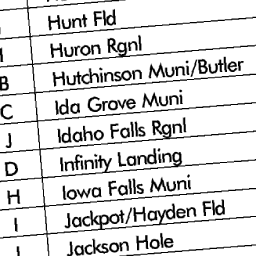 Hunt Fld
Huron Rgnl
B Hutchinson Muni/Butler
C Ida Grove Muni
J Idaho Falls Rgnl
D Infinity Landing
H Iowa Falls Muni
I Jackpot/Hayden Fld
Jackson Hole